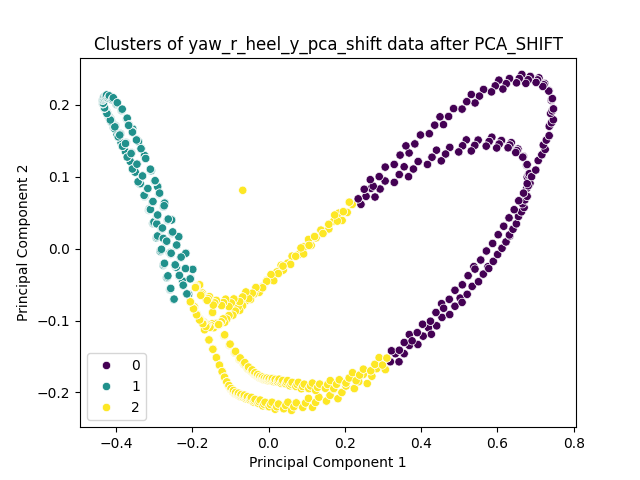 Clusters of yaw_r_heel_y_pca_shift data after PCA_SHIFT
Principal Component 2
0.2
0.1
0.0
−0.1
−0.2
0
1
2
−0.4 −0.2 0.0 0.2 0.4 0.6 0.8
Principal Component 1